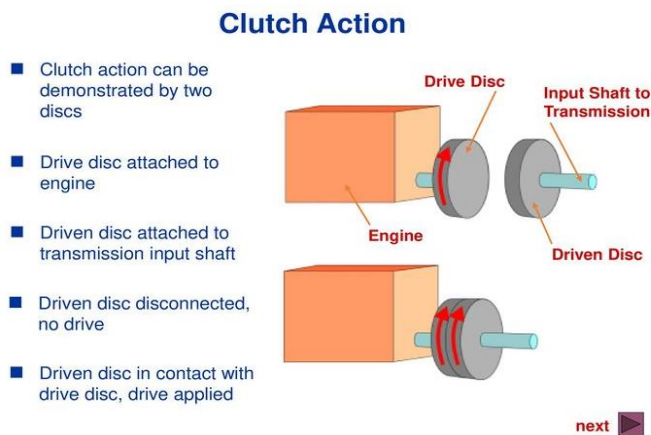 Clutch Action
Clutch action can be
demonstrated by two
discs
Drive disc attached to
engine
Driven disc attached to
transmission input shaft
Driven disc disconnected,
no drive
Driven disc in contact with
drive disc, drive applied
Drive Disc
Input Shaft to
Transmission
Engine
Driven Disc
next